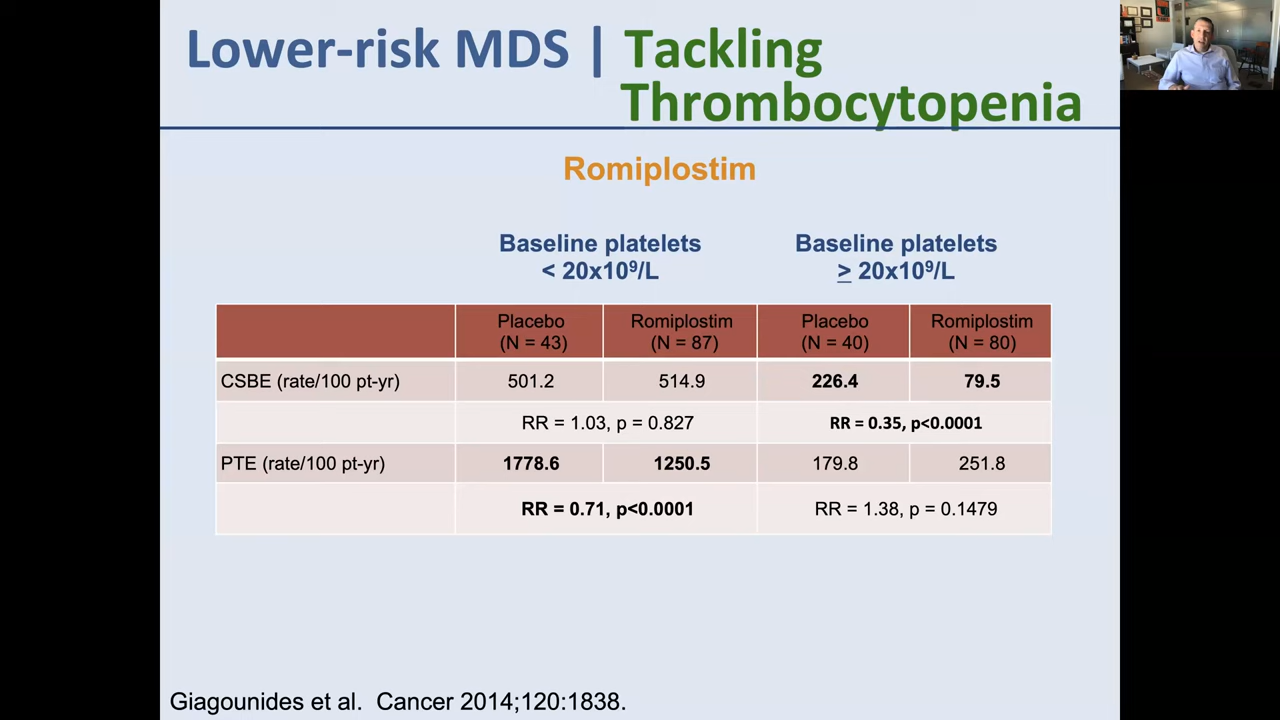 Lower-risk MDS | Tackling
Thrombocytopenia
Romiplostim
Baseline platelets
< 20x10⁹/L
Baseline platelets
≥ 20x10⁹/L
Placebo
(N = 43)
Romiplostim
(N = 87)
Placebo
(N = 40)
Romiplostim
(N = 80)
CSBE (rate/100 pt-yr) 501.2 514.9 226.4 79.5
RR = 1.03, p = 0.827 RR = 0.35, p<0.0001
PTE (rate/100 pt-yr) 1778.6 1250.5 179.8 251.8
RR = 0.71, p<0.0001 RR = 1.38, p = 0.1479
Giagounides et al. Cancer 2014;120:1838.